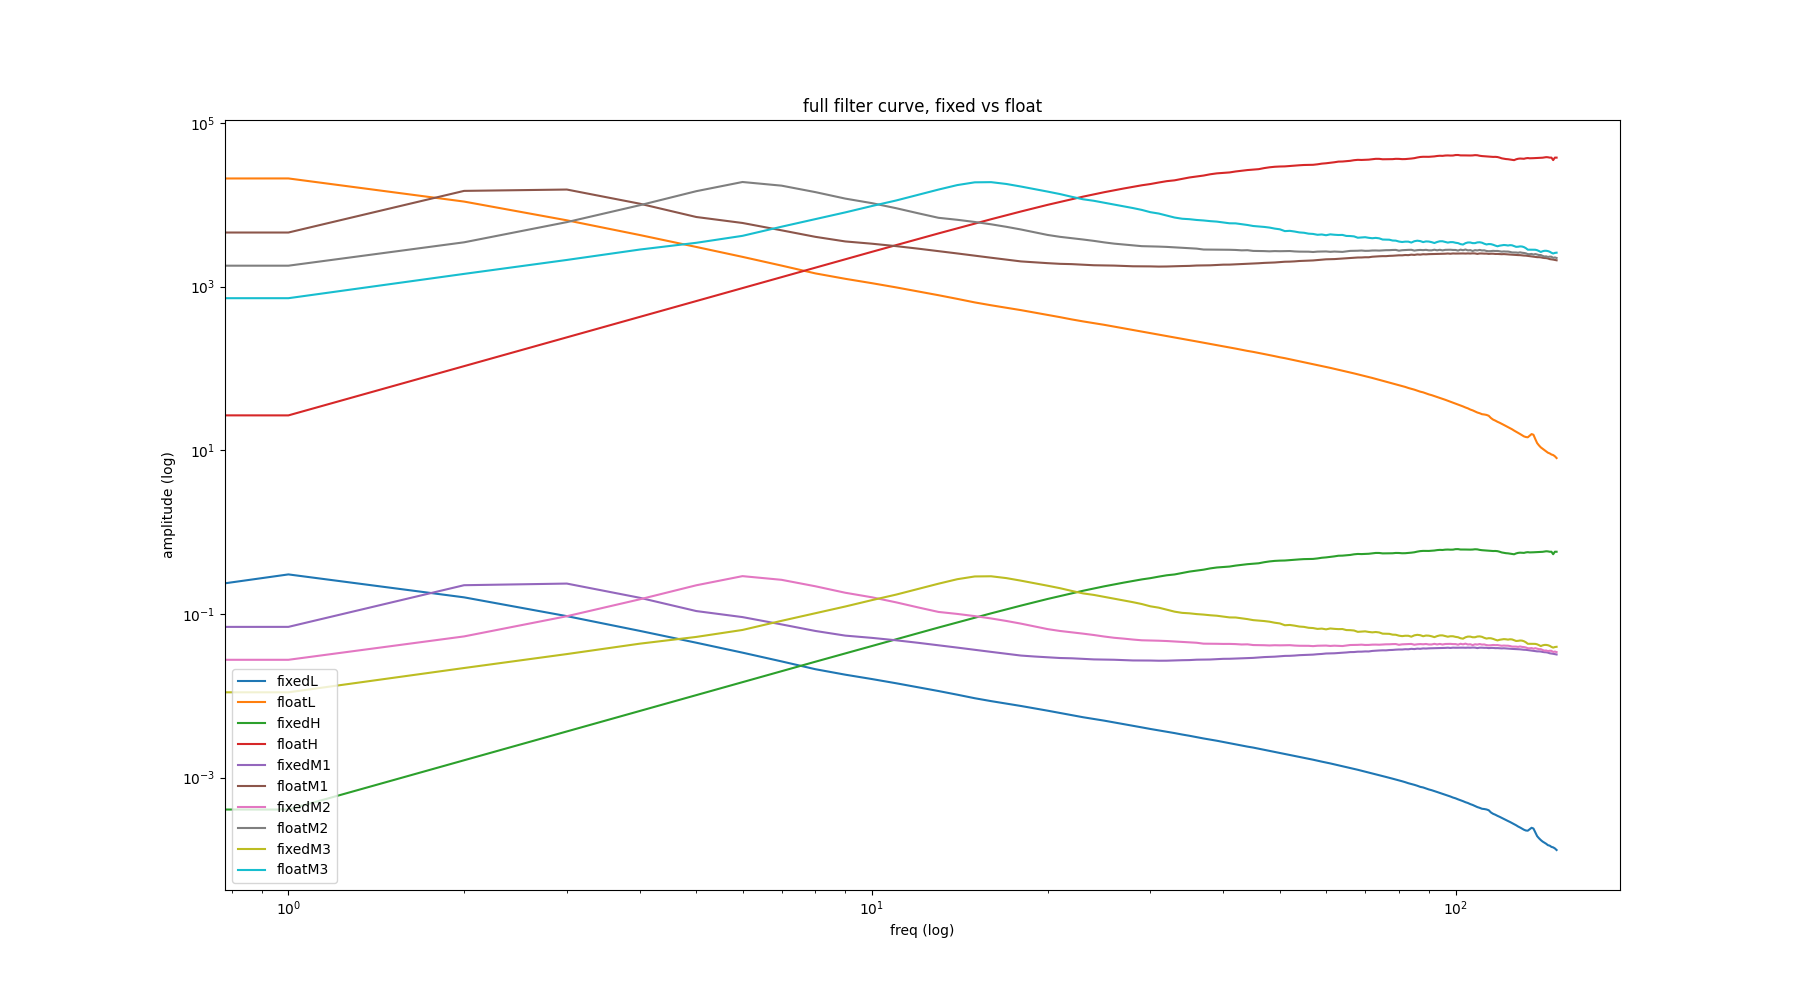 full filter curve, fixed vs float
amplitude (log)
10^5
10^3
10^1
10^-1
10^-3
fixedL
floatL
fixedH
floatH
fixedM1
floatM1
fixedM2
floatM2
fixedM3
floatM3
10^0
10^1
10^2
freq (log)